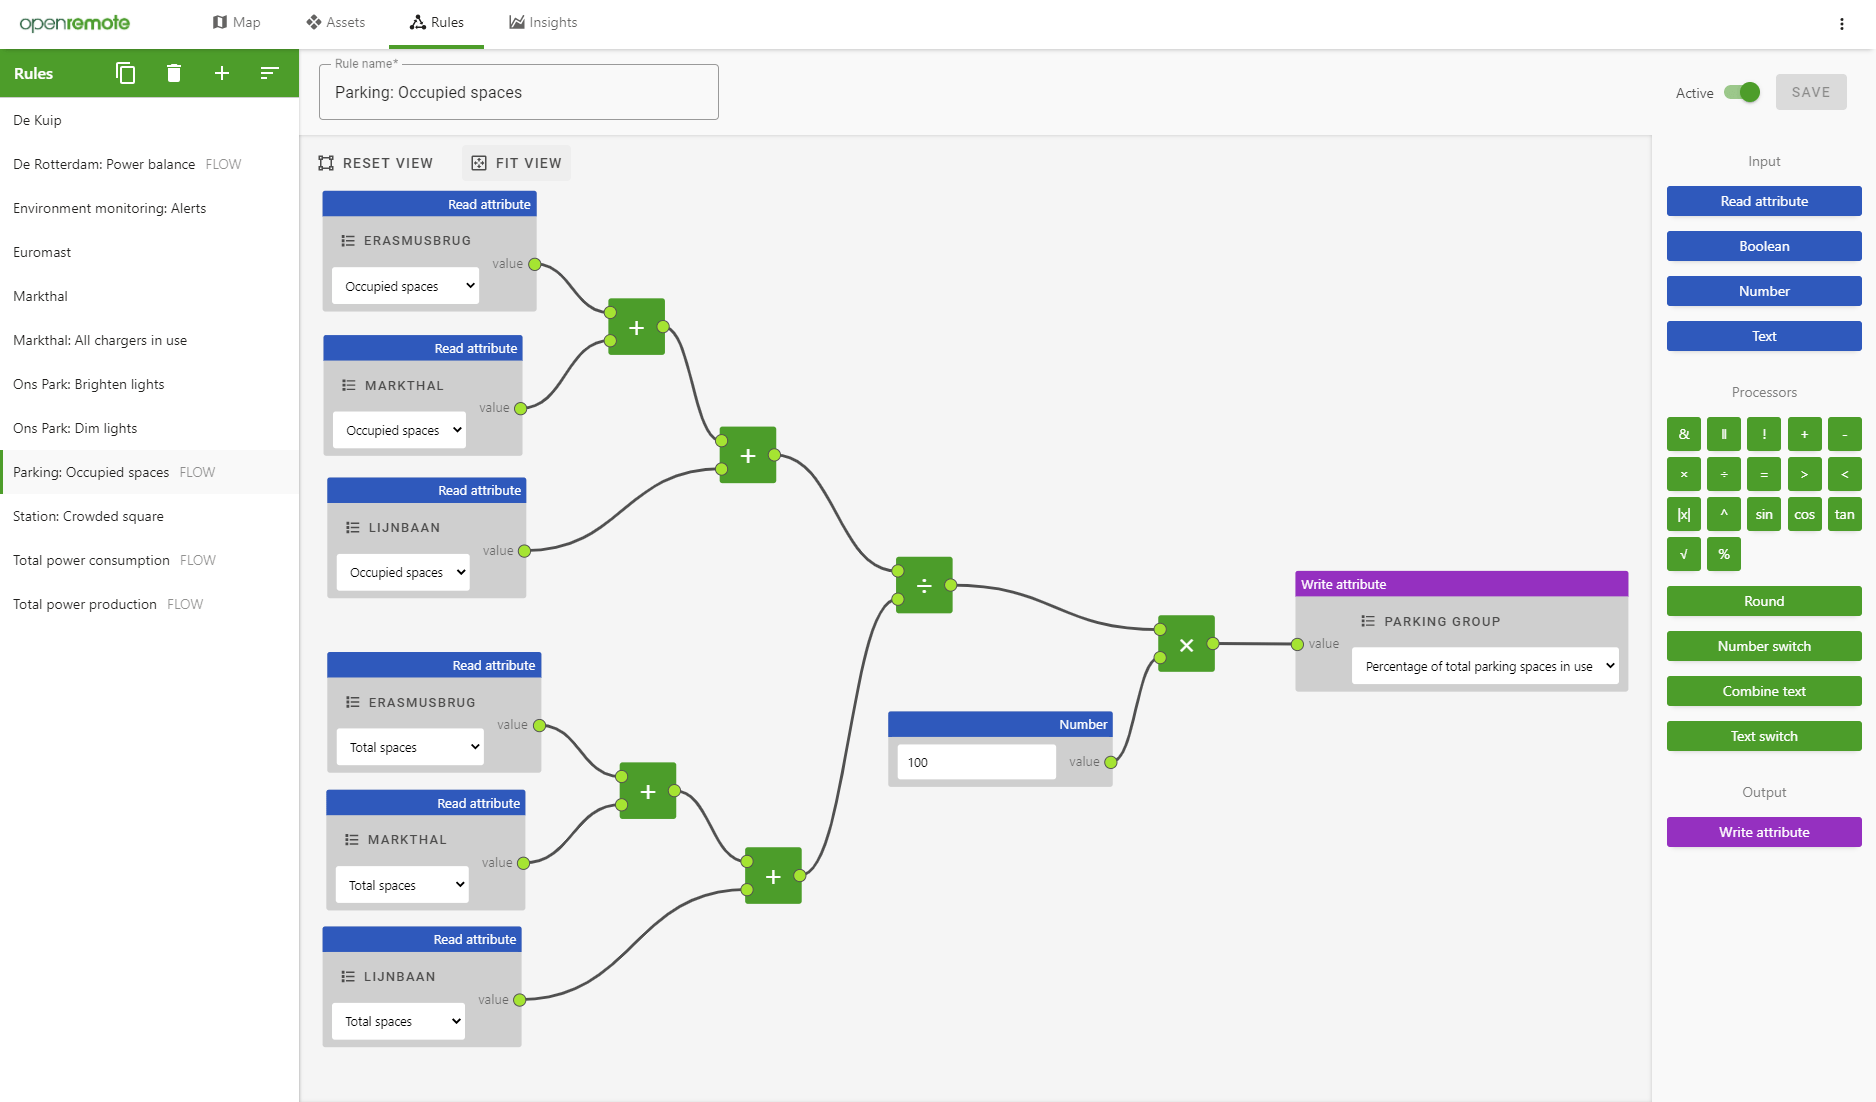 openremote
Map
Assets
Rules
Insights
Rules
De Kuip
De Rotterdam: Power balance FLOW
Environment monitoring: Alerts
Euromast
Markthal
Markthal: All chargers in use
Ons Park: Brighten lights
Ons Park: Dim lights
Parking: Occupied spaces FLOW
Station: Crowded square
Total power consumption FLOW
Total power production FLOW
Rule name*
Parking: Occupied spaces
Active
SAVE
RESET VIEW
FIT VIEW
Read attribute
ERASMUSBRUG
value
Occupied spaces
Read attribute
MARKTHAL
value
Occupied spaces
Read attribute
LIJNBAAN
value
Occupied spaces
Read attribute
ERASMUSBRUG
value
Total spaces
Read attribute
MARKTHAL
value
Total spaces
Read attribute
LIJNBAAN
value
Total spaces
+
+
+
+
÷
Number
100
value
×
Write attribute
PARKING GROUP
value
Percentage of total parking spaces in use
Input
Read attribute
Boolean
Number
Text
Processors
& ‖ ! + -
× ÷ = > <
|x| ^ sin cos tan
√ %
Round
Number switch
Combine text
Text switch
Output
Write attribute